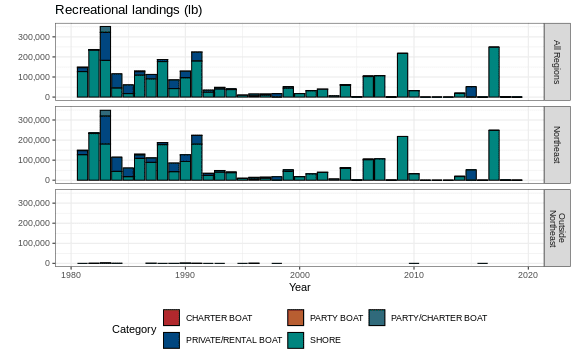 Recreational landings (lb)
300,000
200,000
100,000
0
All Regions
300,000
200,000
100,000
0
Northeast
300,000
200,000
100,000
0
Outside
Northeast
1980 1990 2000 2010 2020
Year
Category
CHARTER BOAT PARTY BOAT PARTY/CHARTER BOAT
PRIVATE/RENTAL BOAT SHORE